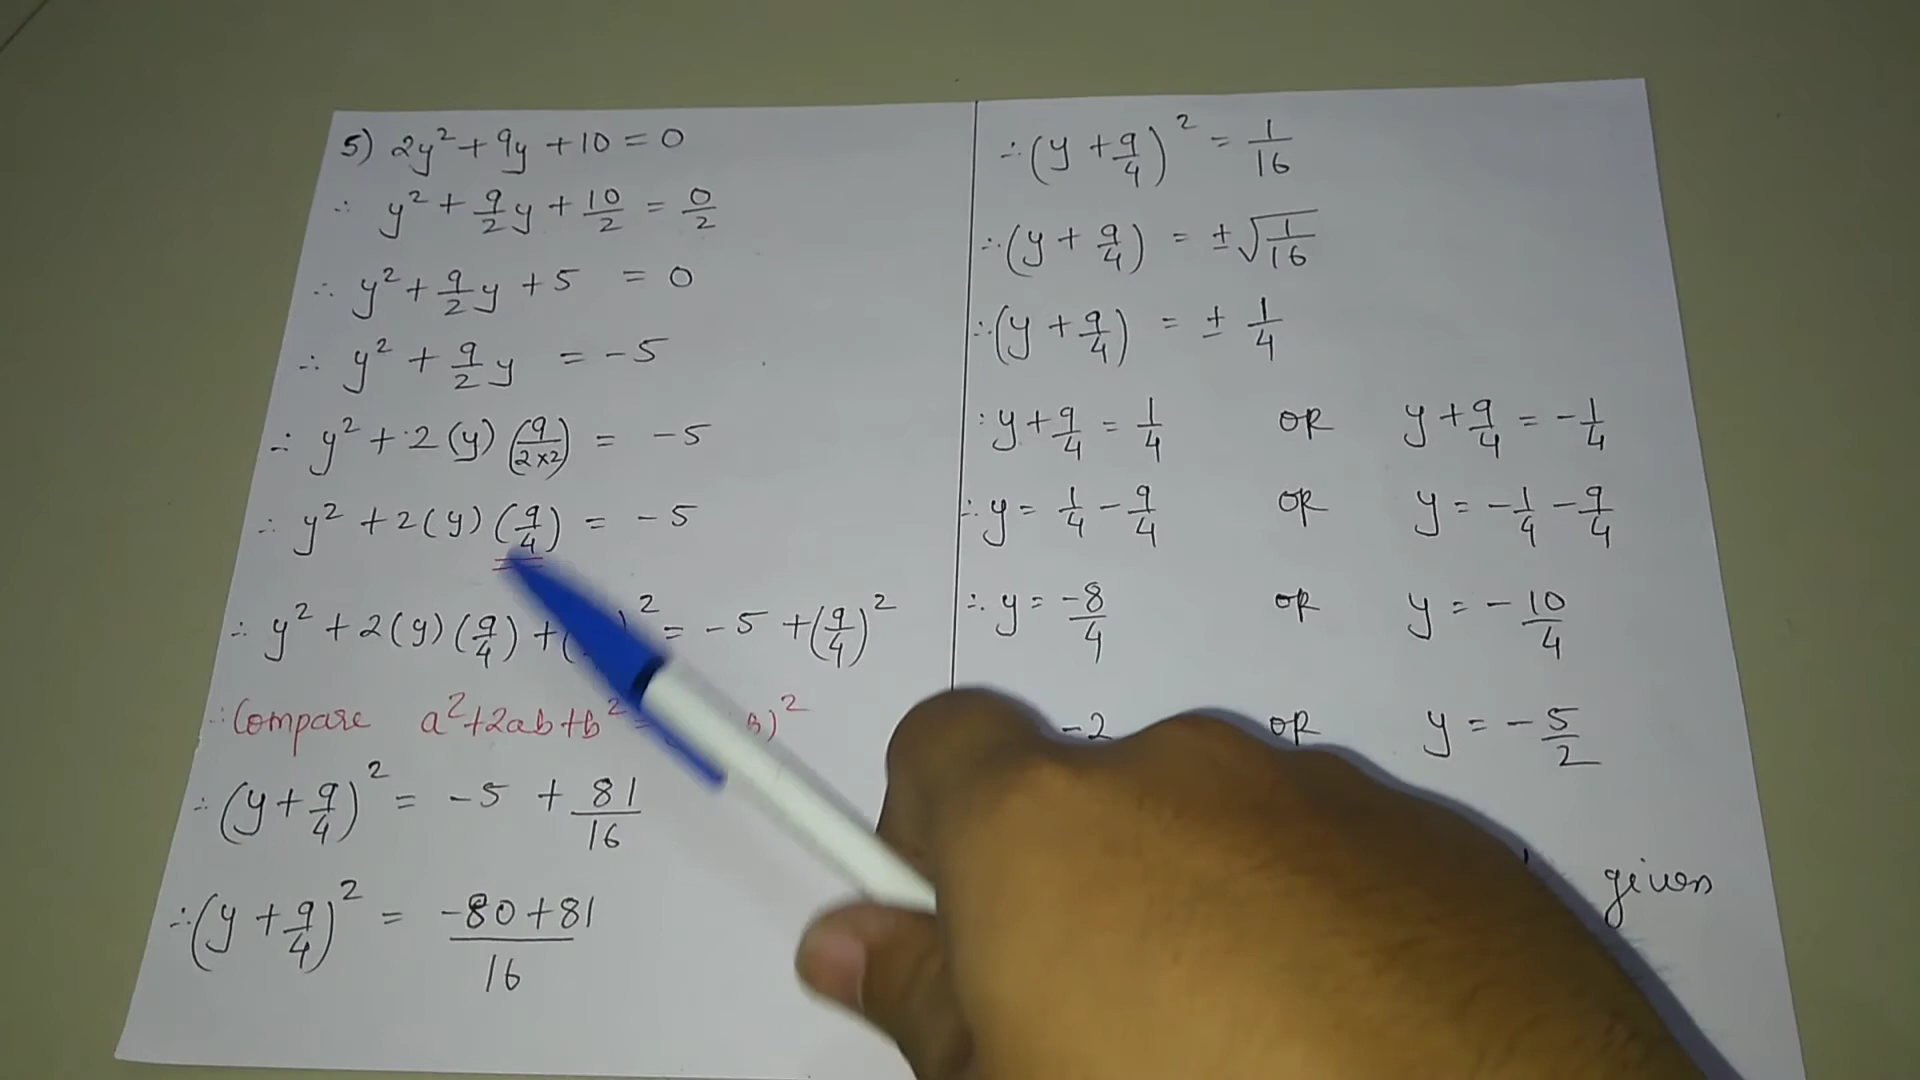 5) 2y² + 9y + 10 = 0
∴ y² + 9/2 y + 10/2 = 0/2
∴ y² + 9/2 y + 5 = 0
∴ y² + 9/2 y = -5
∴ y² + 2(y)(9/(2×2)) = -5
∴ y² + 2(y)(9/4) = -5
∴ y² + 2(y)(9/4) + ( )² = -5 + (9/4)²
∴ Compare a² + 2ab + b² = B)²
∴ (y + 9/4)² = -5 + 81/16
∴ (y + 9/4)² = (-80+81)/16
∴ (y + 9/4)² = 1/16
∴ (y + 9/4) = ±√(1/16)
∴ (y + 9/4) = ± 1/4
∴ y + 9/4 = 1/4 OR y + 9/4 = -1/4
∴ y = 1/4 - 9/4 OR y = -1/4 - 9/4
∴ y = -8/4 OR y = -10/4
-2 OR y = -5/2
given